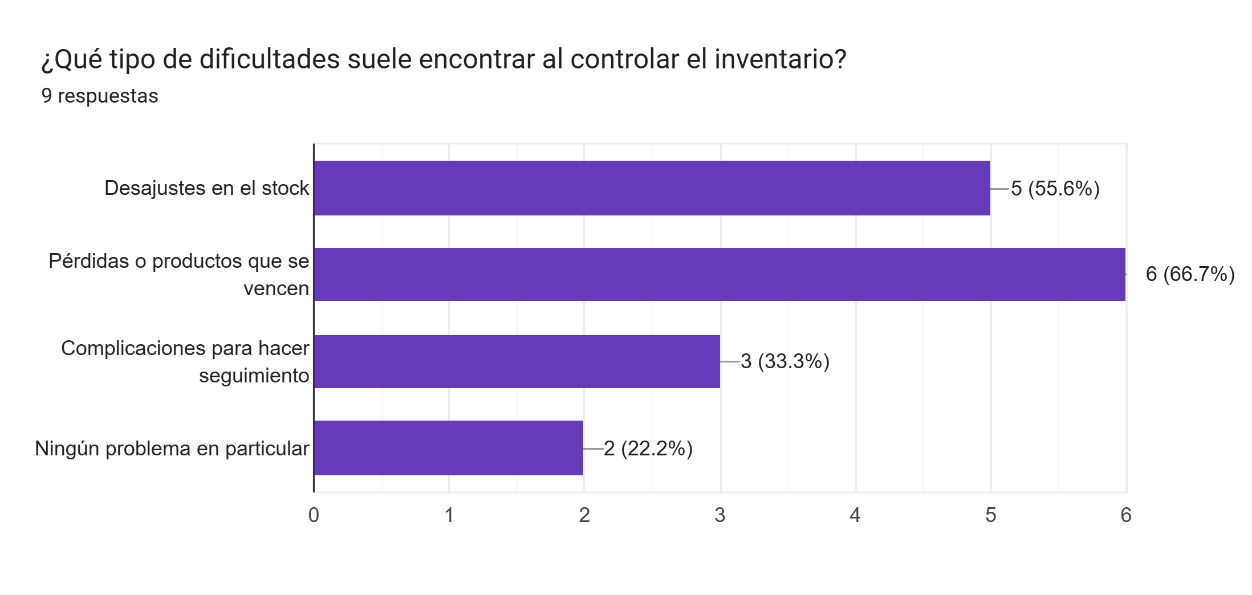 ¿Qué tipo de dificultades suele encontrar al controlar el inventario?
9 respuestas
Desajustes en el stock
5 (55.6%)
Pérdidas o productos que se
vencen
6 (66.7%)
Complicaciones para hacer
seguimiento
3 (33.3%)
Ningún problema en particular
2 (22.2%)
0 1 2 3 4 5 6